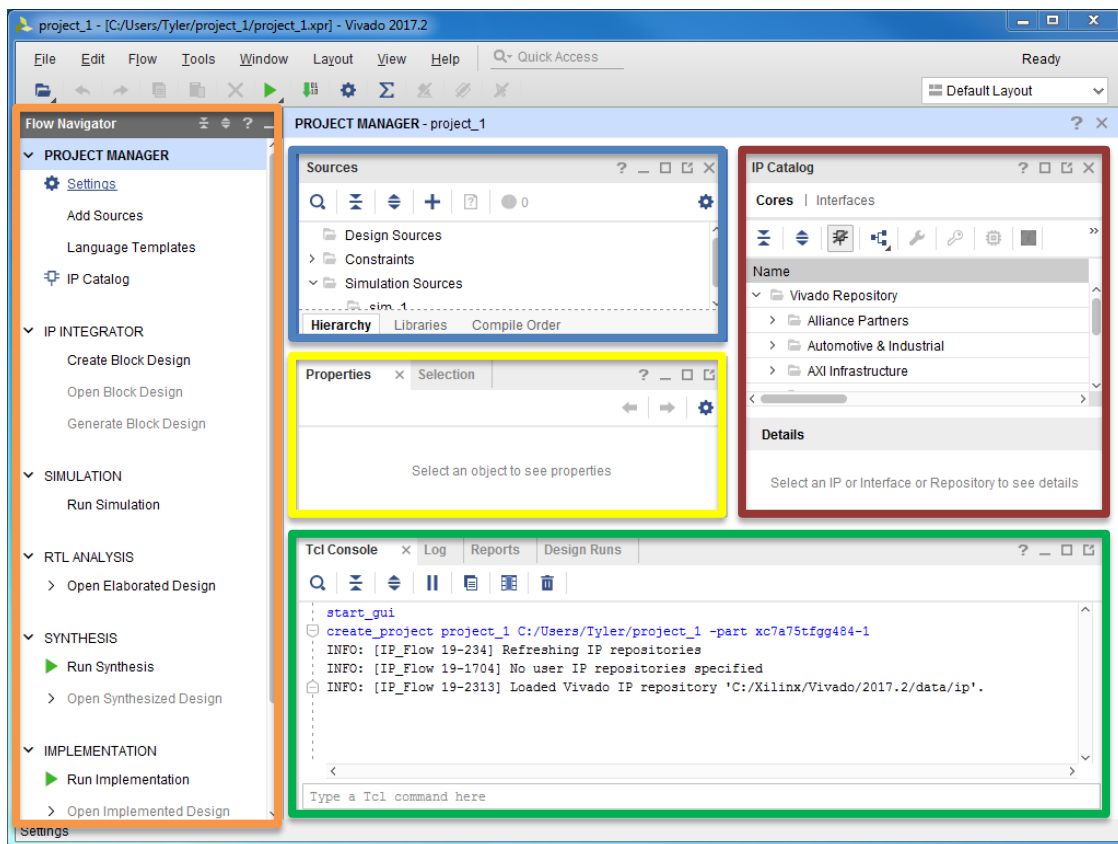 project_1 - [C:/Users/Tyler/project_1/project_1.xpr] - Vivado 2017.2
File Edit Flow Tools Window Layout View Help Quick Access Ready
Default Layout
Flow Navigator
PROJECT MANAGER
Settings
Add Sources
Language Templates
IP Catalog
IP INTEGRATOR
Create Block Design
Open Block Design
Generate Block Design
SIMULATION
Run Simulation
RTL ANALYSIS
Open Elaborated Design
SYNTHESIS
Run Synthesis
Open Synthesized Design
IMPLEMENTATION
Run Implementation
Open Implemented Design
PROJECT MANAGER - project_1
Sources
0
Design Sources
Constraints
Simulation Sources
sim_1
Hierarchy Libraries Compile Order
Properties Selection
Select an object to see properties
IP Catalog
Cores | Interfaces
Name
Vivado Repository
Alliance Partners
Automotive & Industrial
AXI Infrastructure
Details
Select an IP or Interface or Repository to see details
Tcl Console Log Reports Design Runs
start_gui
create_project project_1 C:/Users/Tyler/project_1 -part xc7a75tfgg484-1
INFO: [IP_Flow 19-234] Refreshing IP repositories
INFO: [IP_Flow 19-1704] No user IP repositories specified
INFO: [IP_Flow 19-2313] Loaded Vivado IP repository 'C:/Xilinx/Vivado/2017.2/data/ip'.
Type a Tcl command here
Settings